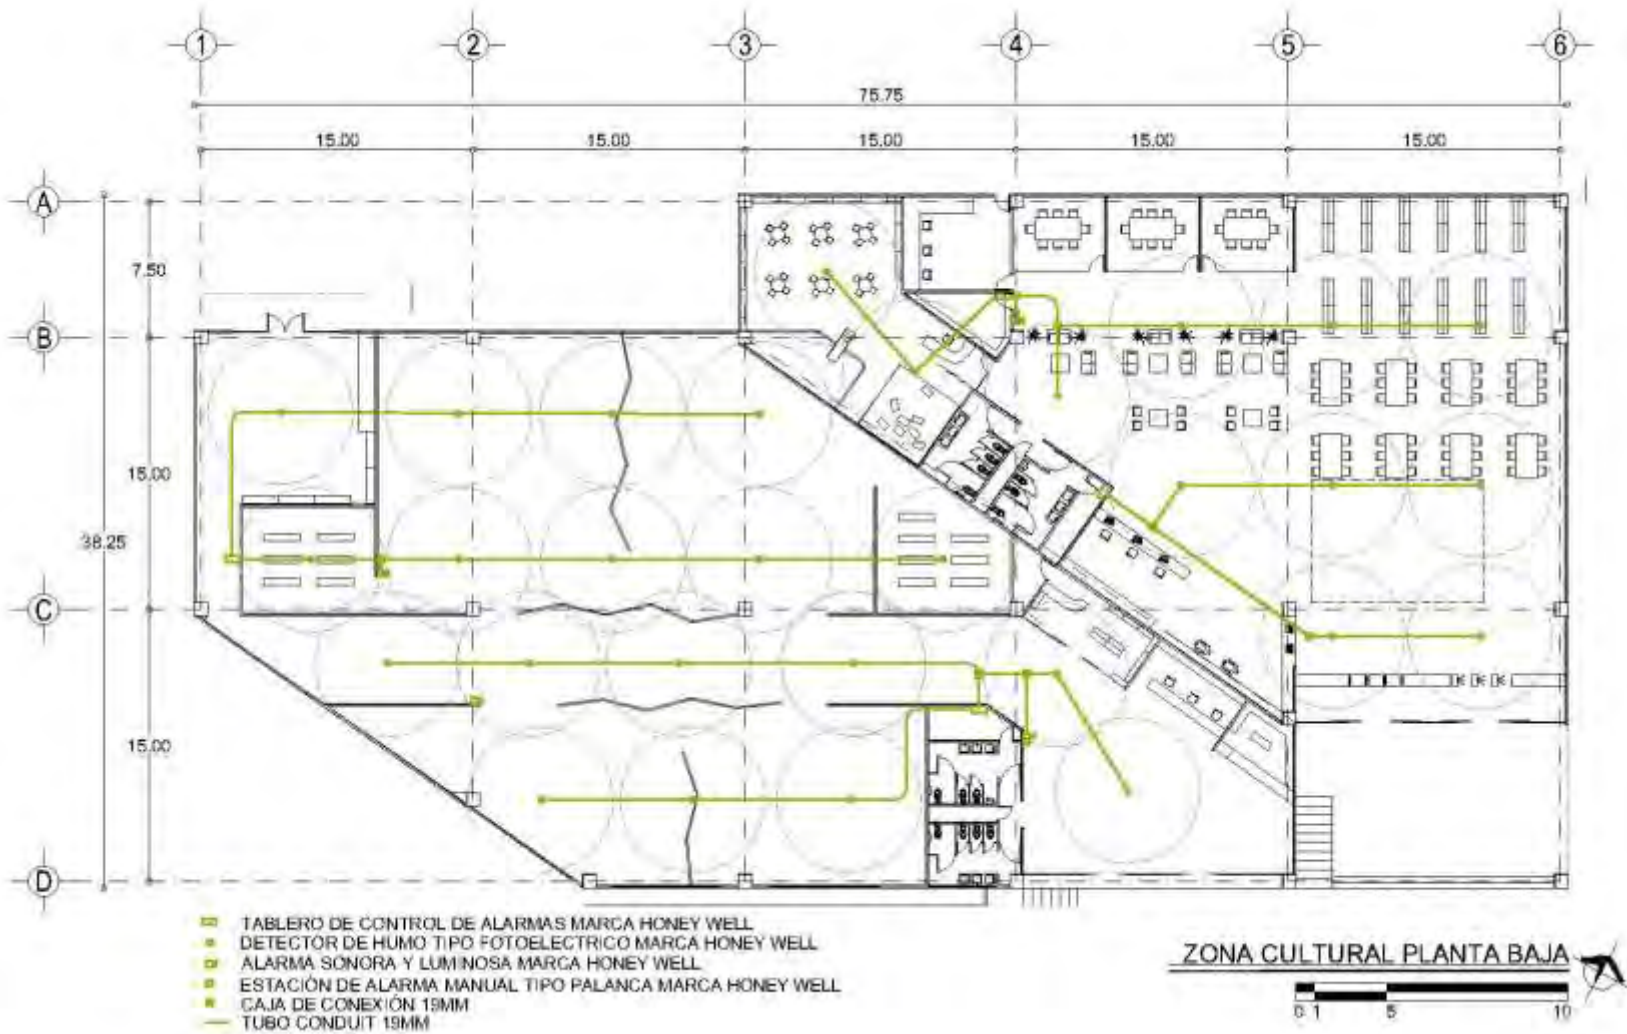 1 2 3 4 5 6
75.75
15.00 15.00 15.00 15.00 15.00
A
7.50
B
15.00
38.25
C
15.00
D
TABLERO DE CONTROL DE ALARMAS MARCA HONEY WELL
DETECTOR DE HUMO TIPO FOTOELECTRICO MARCA HONEY WELL
ALARMA SONORA Y LUMINOSA MARCA HONEY WELL
ESTACIÓN DE ALARMA MANUAL TIPO PALANCA MARCA HONEY WELL
CAJA DE CONEXIÓN 19MM
TUBO CONDUIT 19MM
ZONA CULTURAL PLANTA BAJA
0 1 5 10